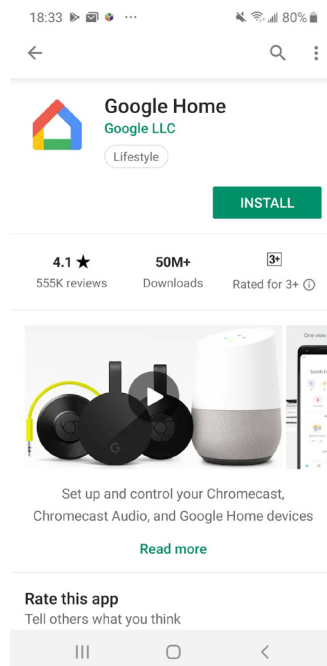 18:33 80%
Google Home
Google LLC
Lifestyle
INSTALL
4.1 ★ 50M+ 3+
555K reviews Downloads Rated for 3+
G
One view
Set up and control your Chromecast,
Chromecast Audio, and Google Home devices
Read more
Rate this app
Tell others what you think